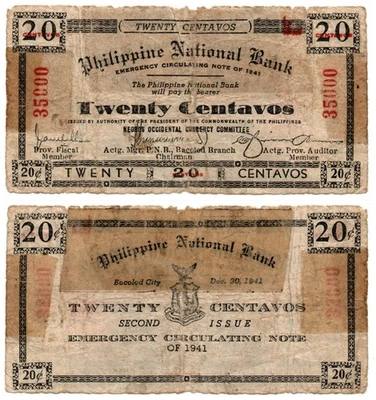 20
TWENTY CENTAVOS
20
Philippine National Bank
EMERGENCY CIRCULATING NOTE OF 1941
The Philippine National Bank
will pay the bearer
35000
35000
Twenty Centavos
ISSUED BY AUTHORITY OF THE PRESIDENT OF THE COMMONWEALTH OF THE PHILIPPINES
NEGROS OCCIDENTAL CURRENCY COMMITTEE
Prov. Fiscal
Member
Actg. Mgr. P.N.B., Bacolod Branch
Chairman
Actg. Prov. Auditor
Member
20¢
TWENTY
20
CENTAVOS
20¢
20¢
20¢
Philippine National Bank
Bacolod City
Dec. 30, 1941
TWENTY CENTAVOS
SECOND ISSUE
EMERGENCY CIRCULATING NOTE
OF 1941
20¢
20¢